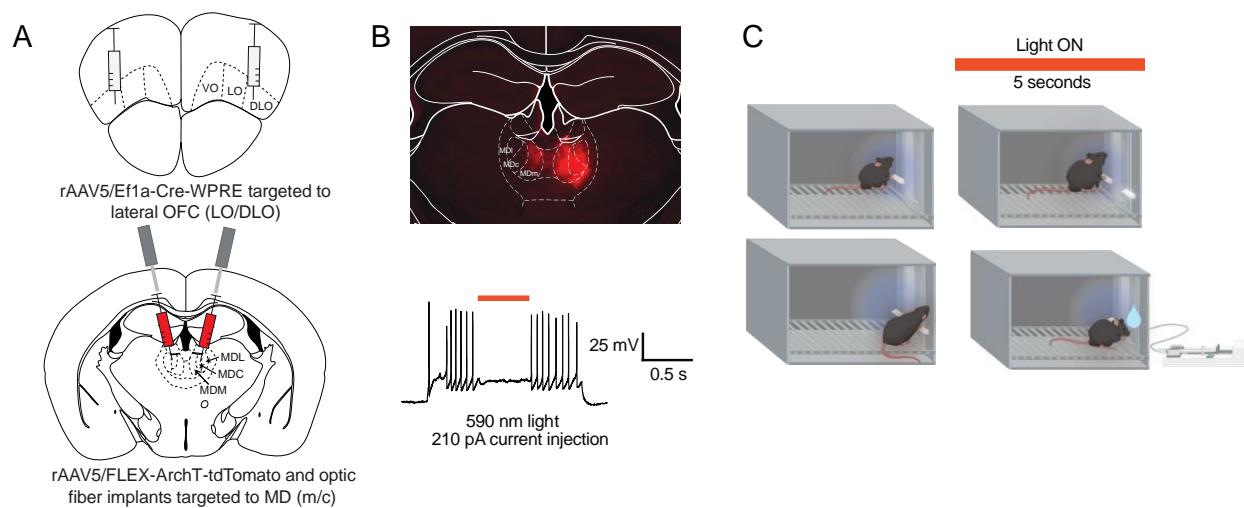 A
VO
LO
DLO
rAAV5/Ef1a-Cre-WPRE targeted to
lateral OFC (LO/DLO)
MDL
MDC
MDM
rAAV5/FLEX-ArchT-tdTomato and optic
fiber implants targeted to MD (m/c)
B
MDl
MDc
MDm
25 mV
0.5 s
590 nm light
210 pA current injection
C
Light ON
5 seconds